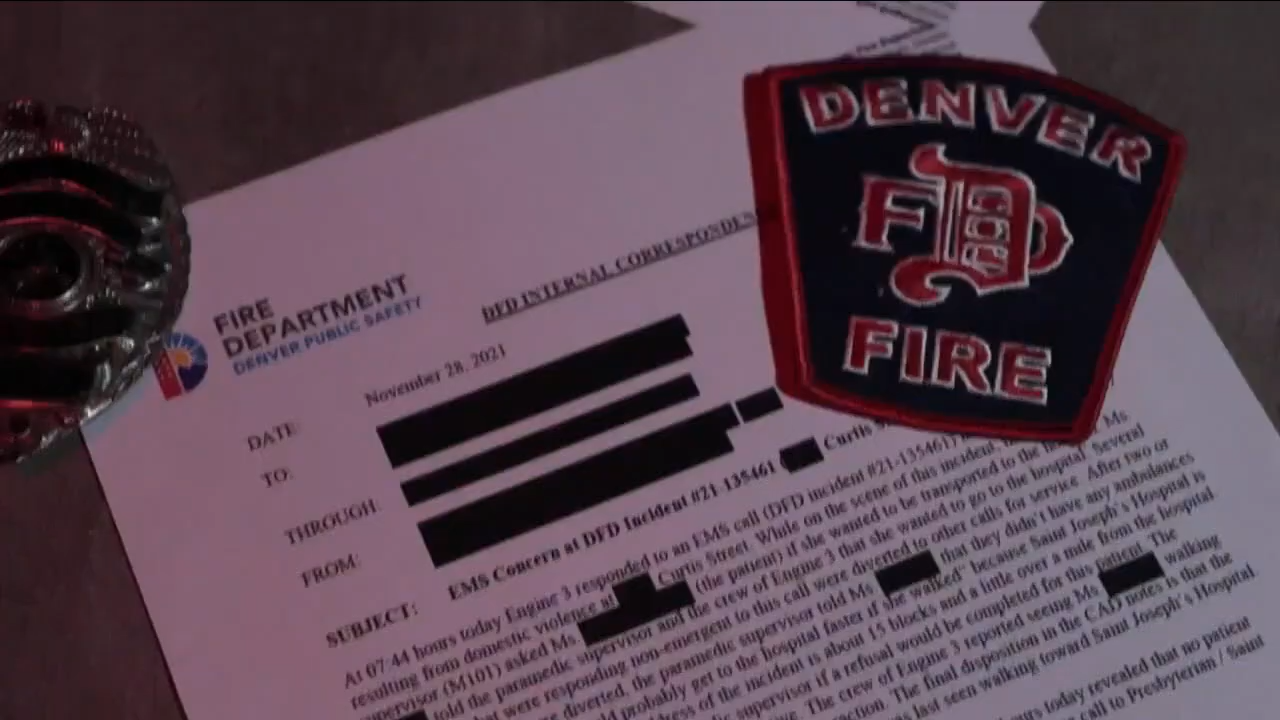 DENVER
FD
FIRE
FIRE
DEPARTMENT
DENVER PUBLIC SAFETY
DFD INTERNAL CORRESPONDEN
DATE: November 28, 2021
TO:
THROUGH:
FROM:
SUBJECT: EMS Concern at DFD Incident #21-135461 Curtis
At 07:44 hours today Engine 3 responded to an EMS call (DFD incident #21-135461)
resulting from domestic violence at Curtis Street. While on the scene of this incident,
supervisor (M101) asked Ms (the patient) if she wanted to be transported to the hospital. Ms
told the paramedic supervisor and the crew of Engine 3 that she wanted to go to the hospital. Several
that were responding non-emergent to this call were diverted to other calls for service. After two or
were diverted, the paramedic supervisor told Ms that they didn't have any ambulances
probably get to the hospital faster if she walked" because Saint Joseph's Hospital is
address of the incident is about 15 blocks and a little over a mile from the hospital.
supervisor if a refusal would be completed for this patient. The
The crew of Engine 3 reported seeing Ms walking
The final disposition in the CAD notes is that the
was last seen walking toward Saint Joseph's Hospital
hours today revealed that no patient
call to Presbyterian / Saint